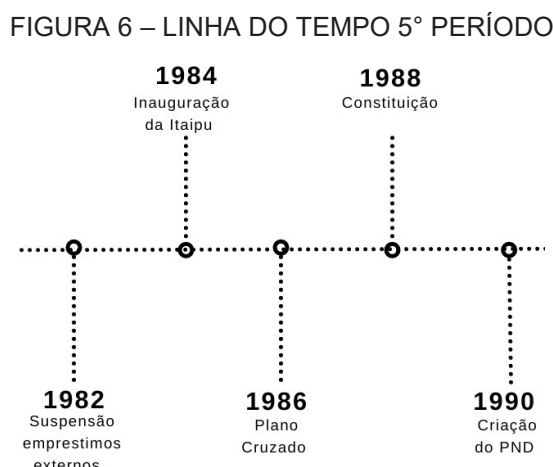 FIGURA 6 – LINHA DO TEMPO 5° PERÍODO
1984
Inauguração
da Itaipu
1988
Constituição
1982
Suspensão
emprestimos
externos
1986
Plano
Cruzado
1990
Criação
do PND